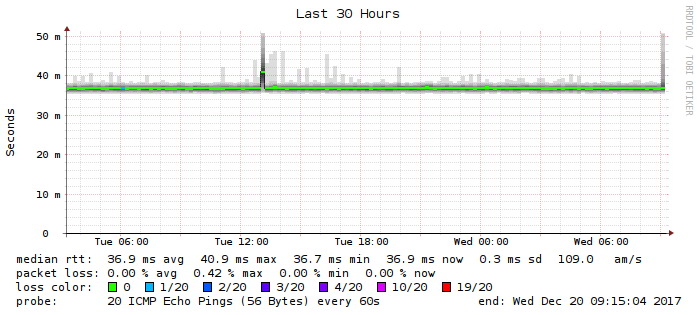 Last 30 Hours
RRDTOOL / TOBI OETIKER
Seconds
50 m
40 m
30 m
20 m
10 m
0
Tue 06:00 Tue 12:00 Tue 18:00 Wed 00:00 Wed 06:00
median rtt: 36.9 ms avg 40.9 ms max 36.7 ms min 36.9 ms now 0.3 ms sd 109.0 am/s
packet loss: 0.00 % avg 0.42 % max 0.00 % min 0.00 % now
loss color: 0 1/20 2/20 3/20 4/20 10/20 19/20
probe: 20 ICMP Echo Pings (56 Bytes) every 60s end: Wed Dec 20 09:15:04 2017